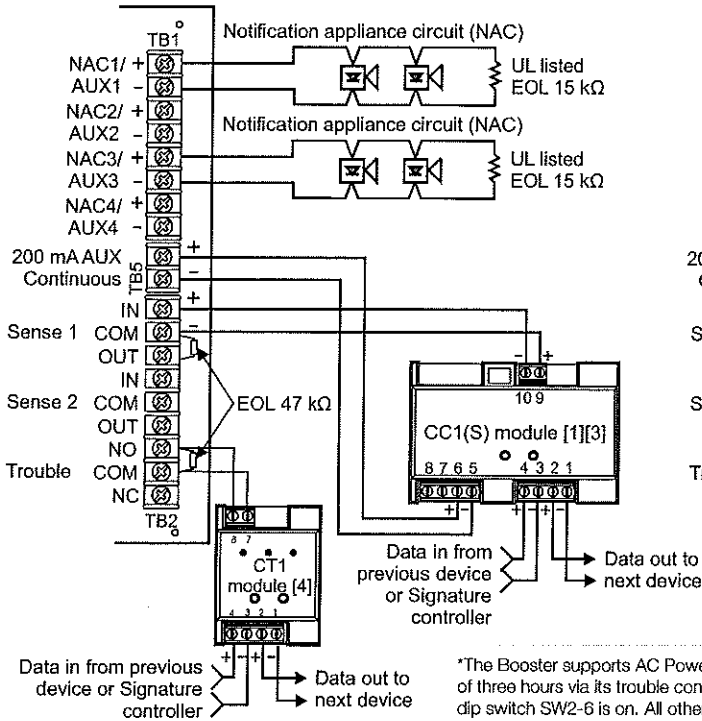 TB1
Notification appliance circuit (NAC)
NAC1/ +
AUX1 -
UL listed
EOL 15 kΩ
NAC2/ +
AUX2 -
Notification appliance circuit (NAC)
NAC3/ +
AUX3 -
UL listed
EOL 15 kΩ
NAC4/ +
AUX4 -
200 mA AUX +
Continuous -
TB5
IN +
Sense 1 COM -
OUT
IN
Sense 2 COM
OUT
EOL 47 kΩ
NO
Trouble COM
NC
TB2
- +
10 9
CC1(S) module [1][3]
8 7 6 5 4 3 2 1
+ - + - + -
Data in from
previous device
or Signature
controller
Data out to
next device
8 7
CT1
module [4]
4 3 2 1
+ - + -
Data in from previous
device or Signature
controller
Data out to
next device
20
S
S
T
*The Booster supports AC Powe
of three hours via its trouble con
dip switch SW2-6 is on. All othe